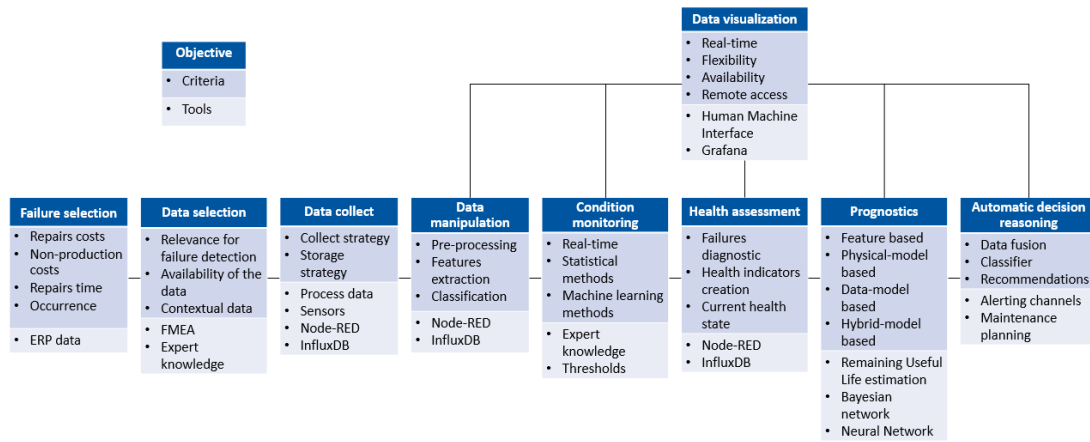 Data visualization
• Real-time
• Flexibility
• Availability
• Remote access
• Human Machine
Interface
• Grafana
Objective
• Criteria
• Tools
Failure selection
• Repairs costs
• Non-production
costs
• Repairs time
• Occurrence
• ERP data
Data selection
• Relevance for
failure detection
• Availability of the
data
• Contextual data
• FMEA
• Expert
knowledge
Data collect
• Collect strategy
• Storage
strategy
• Process data
• Sensors
• Node-RED
• InfluxDB
Data
manipulation
• Pre-processing
• Features
extraction
• Classification
• Node-RED
• InfluxDB
Condition
monitoring
• Real-time
• Statistical
methods
• Machine learning
methods
• Expert
knowledge
• Thresholds
Health assessment
• Failures
diagnostic
• Health indicators
creation
• Current health
state
• Node-RED
• InfluxDB
Prognostics
• Feature based
• Physical-model
based
• Data-model
based
• Hybrid-model
based
• Remaining Useful
Life estimation
• Bayesian
network
• Neural Network
Automatic decision
reasoning
• Data fusion
• Classifier
• Recommendations
• Alerting channels
• Maintenance
planning